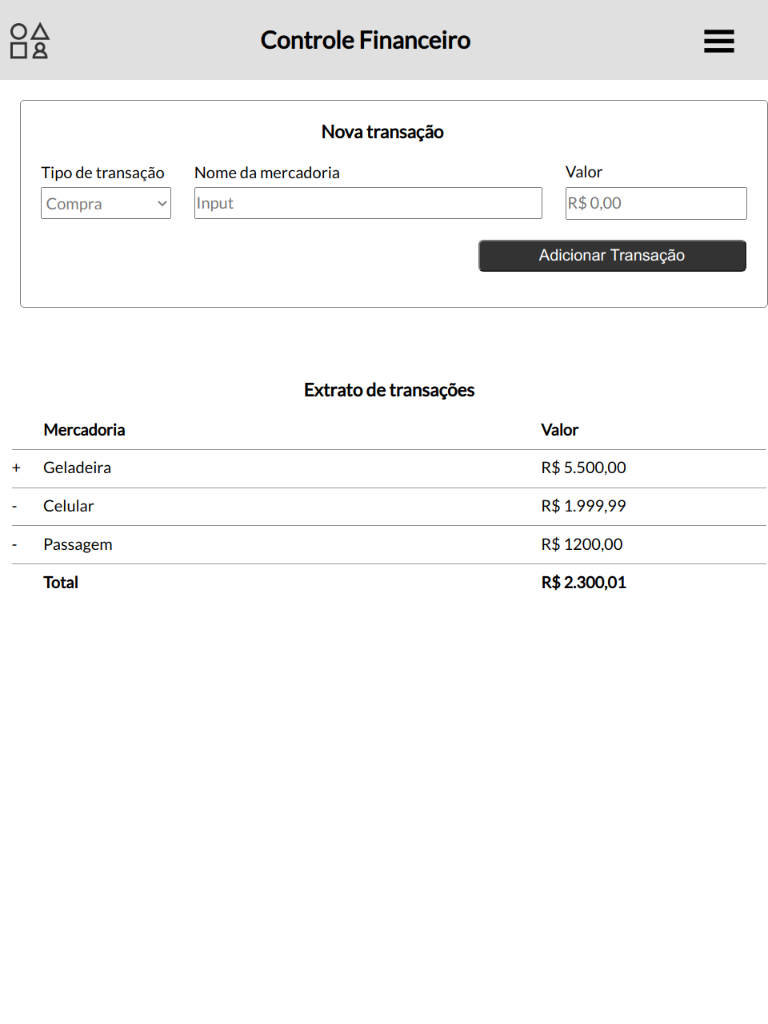 Controle Financeiro
Nova transação
Tipo de transação Nome da mercadoria Valor
Compra Input R$ 0,00
Adicionar Transação
Extrato de transações
Mercadoria Valor
+ Geladeira R$ 5.500,00
- Celular R$ 1.999,99
- Passagem R$ 1200,00
Total R$ 2.300,01